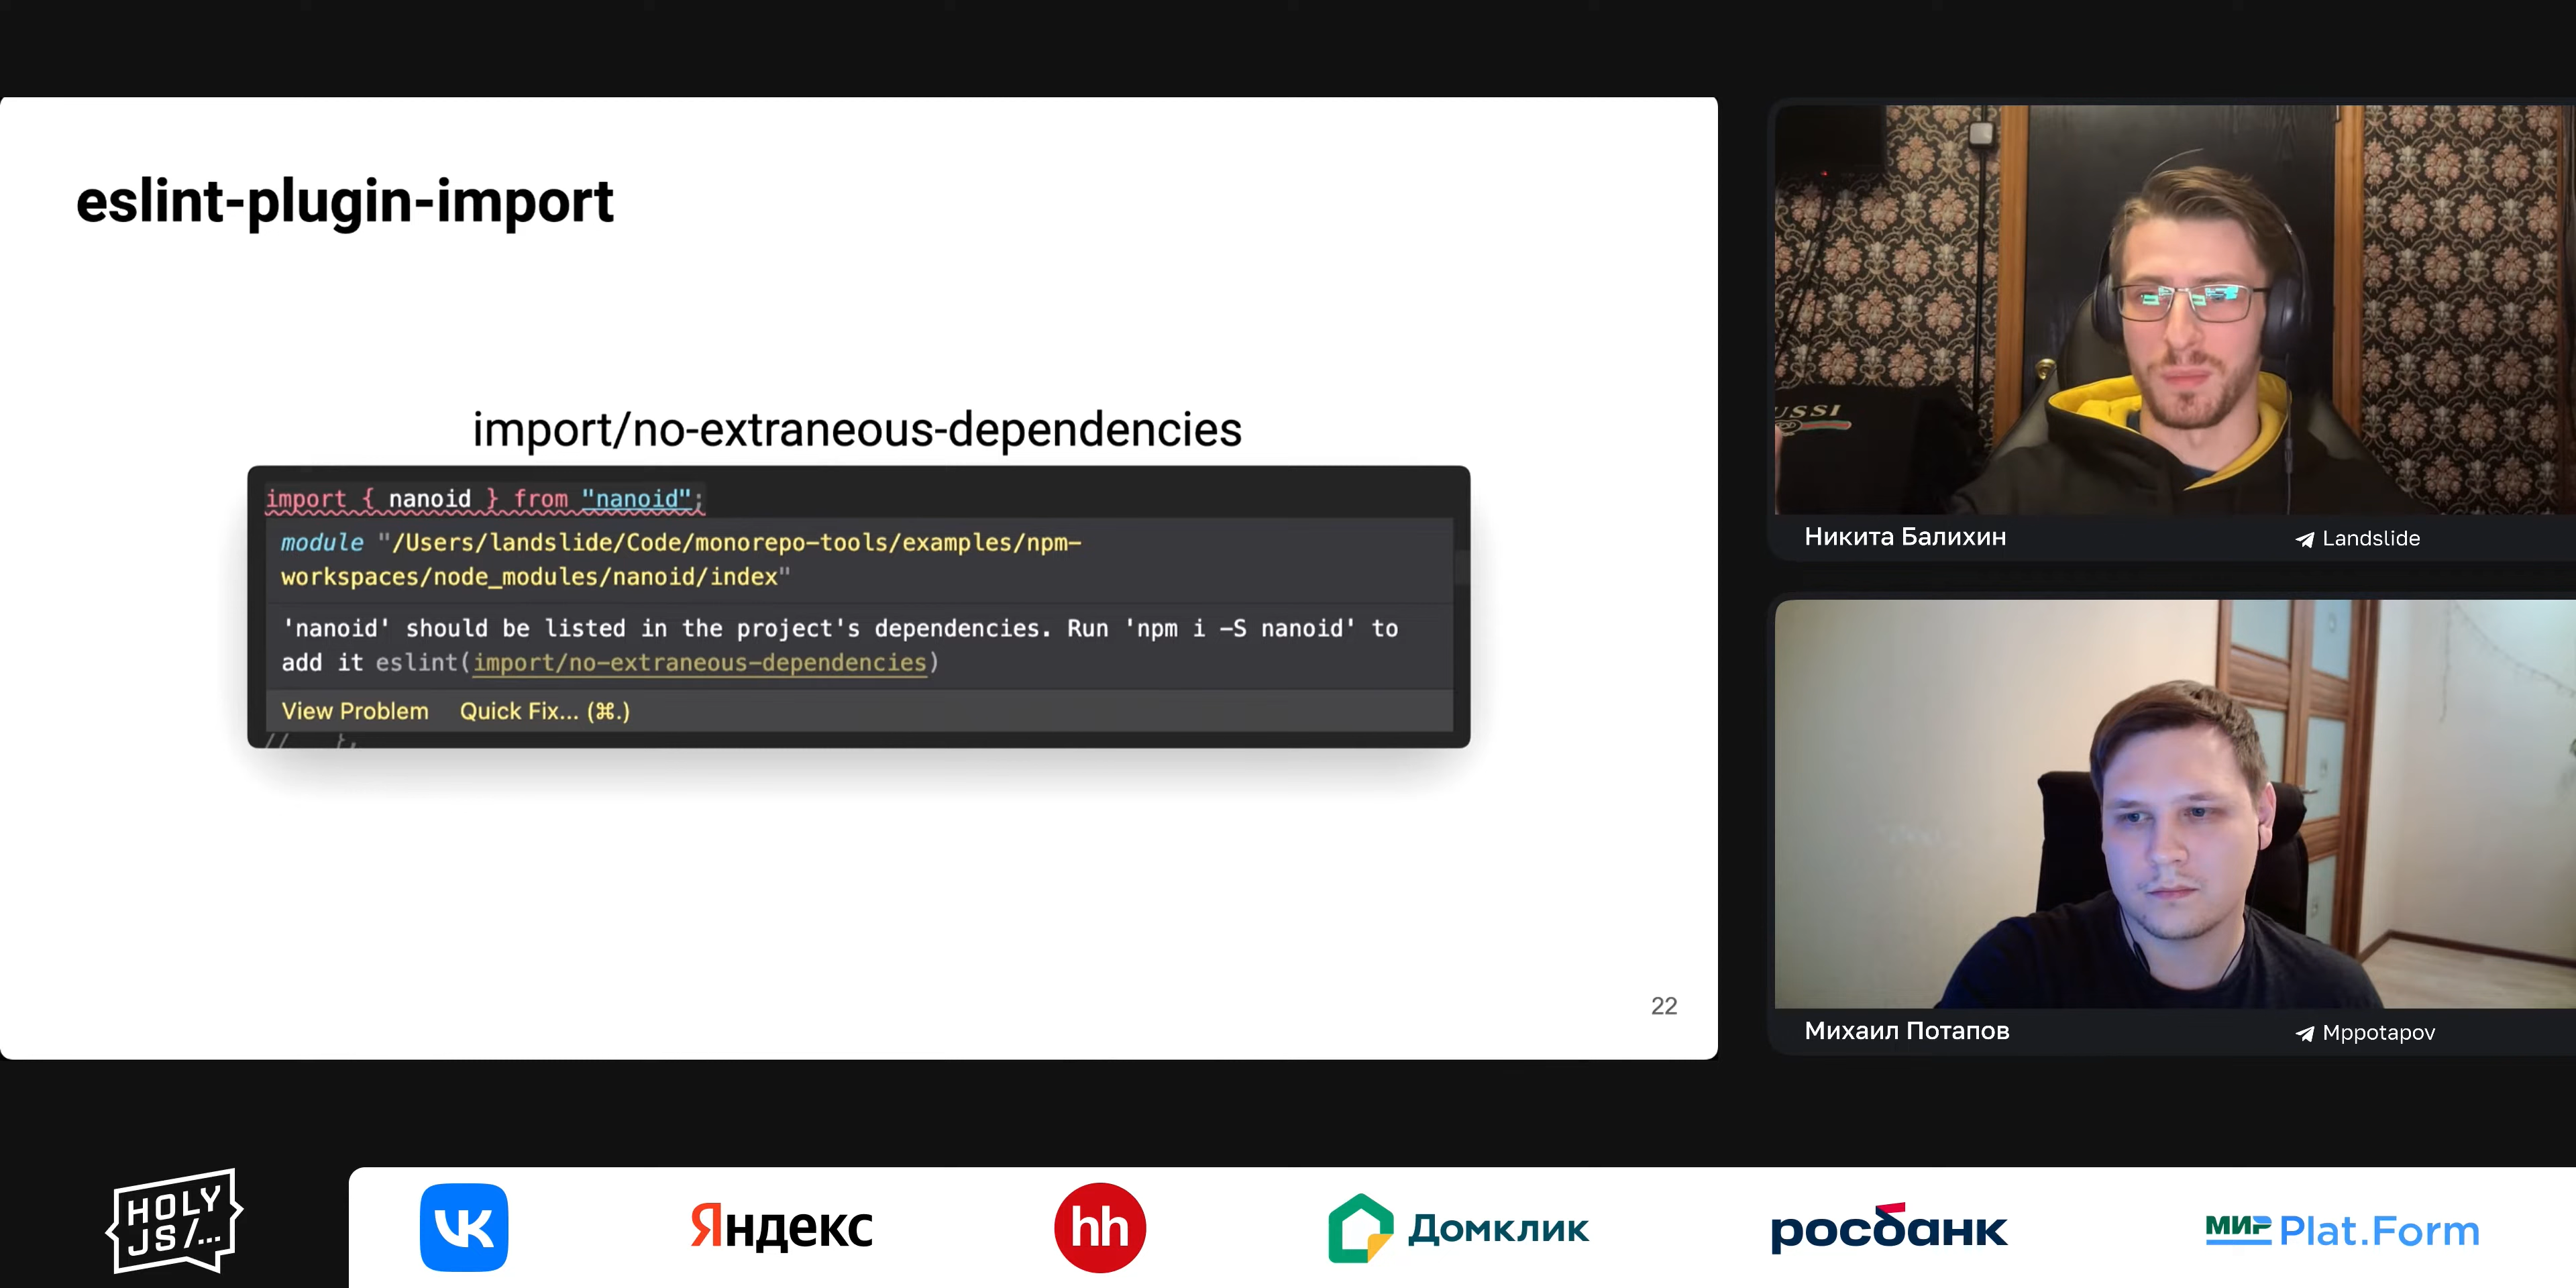 eslint-plugin-import
import/no-extraneous-dependencies
import { nanoid } from "nanoid";
module "/Users/landslide/Code/monorepo-tools/examples/npm-
workspaces/node_modules/nanoid/index"
'nanoid' should be listed in the project's dependencies. Run 'npm i -S nanoid' to
add it eslint(import/no-extraneous-dependencies)
View Problem Quick Fix... (⌘.)
// },
22
USSI
Никита Балихин Landslide
Михаил Потапов Mppotapov
HOLY
JS/...
VK
Яндекс
hh
Домклик
росбанк
МИР Plat.Form